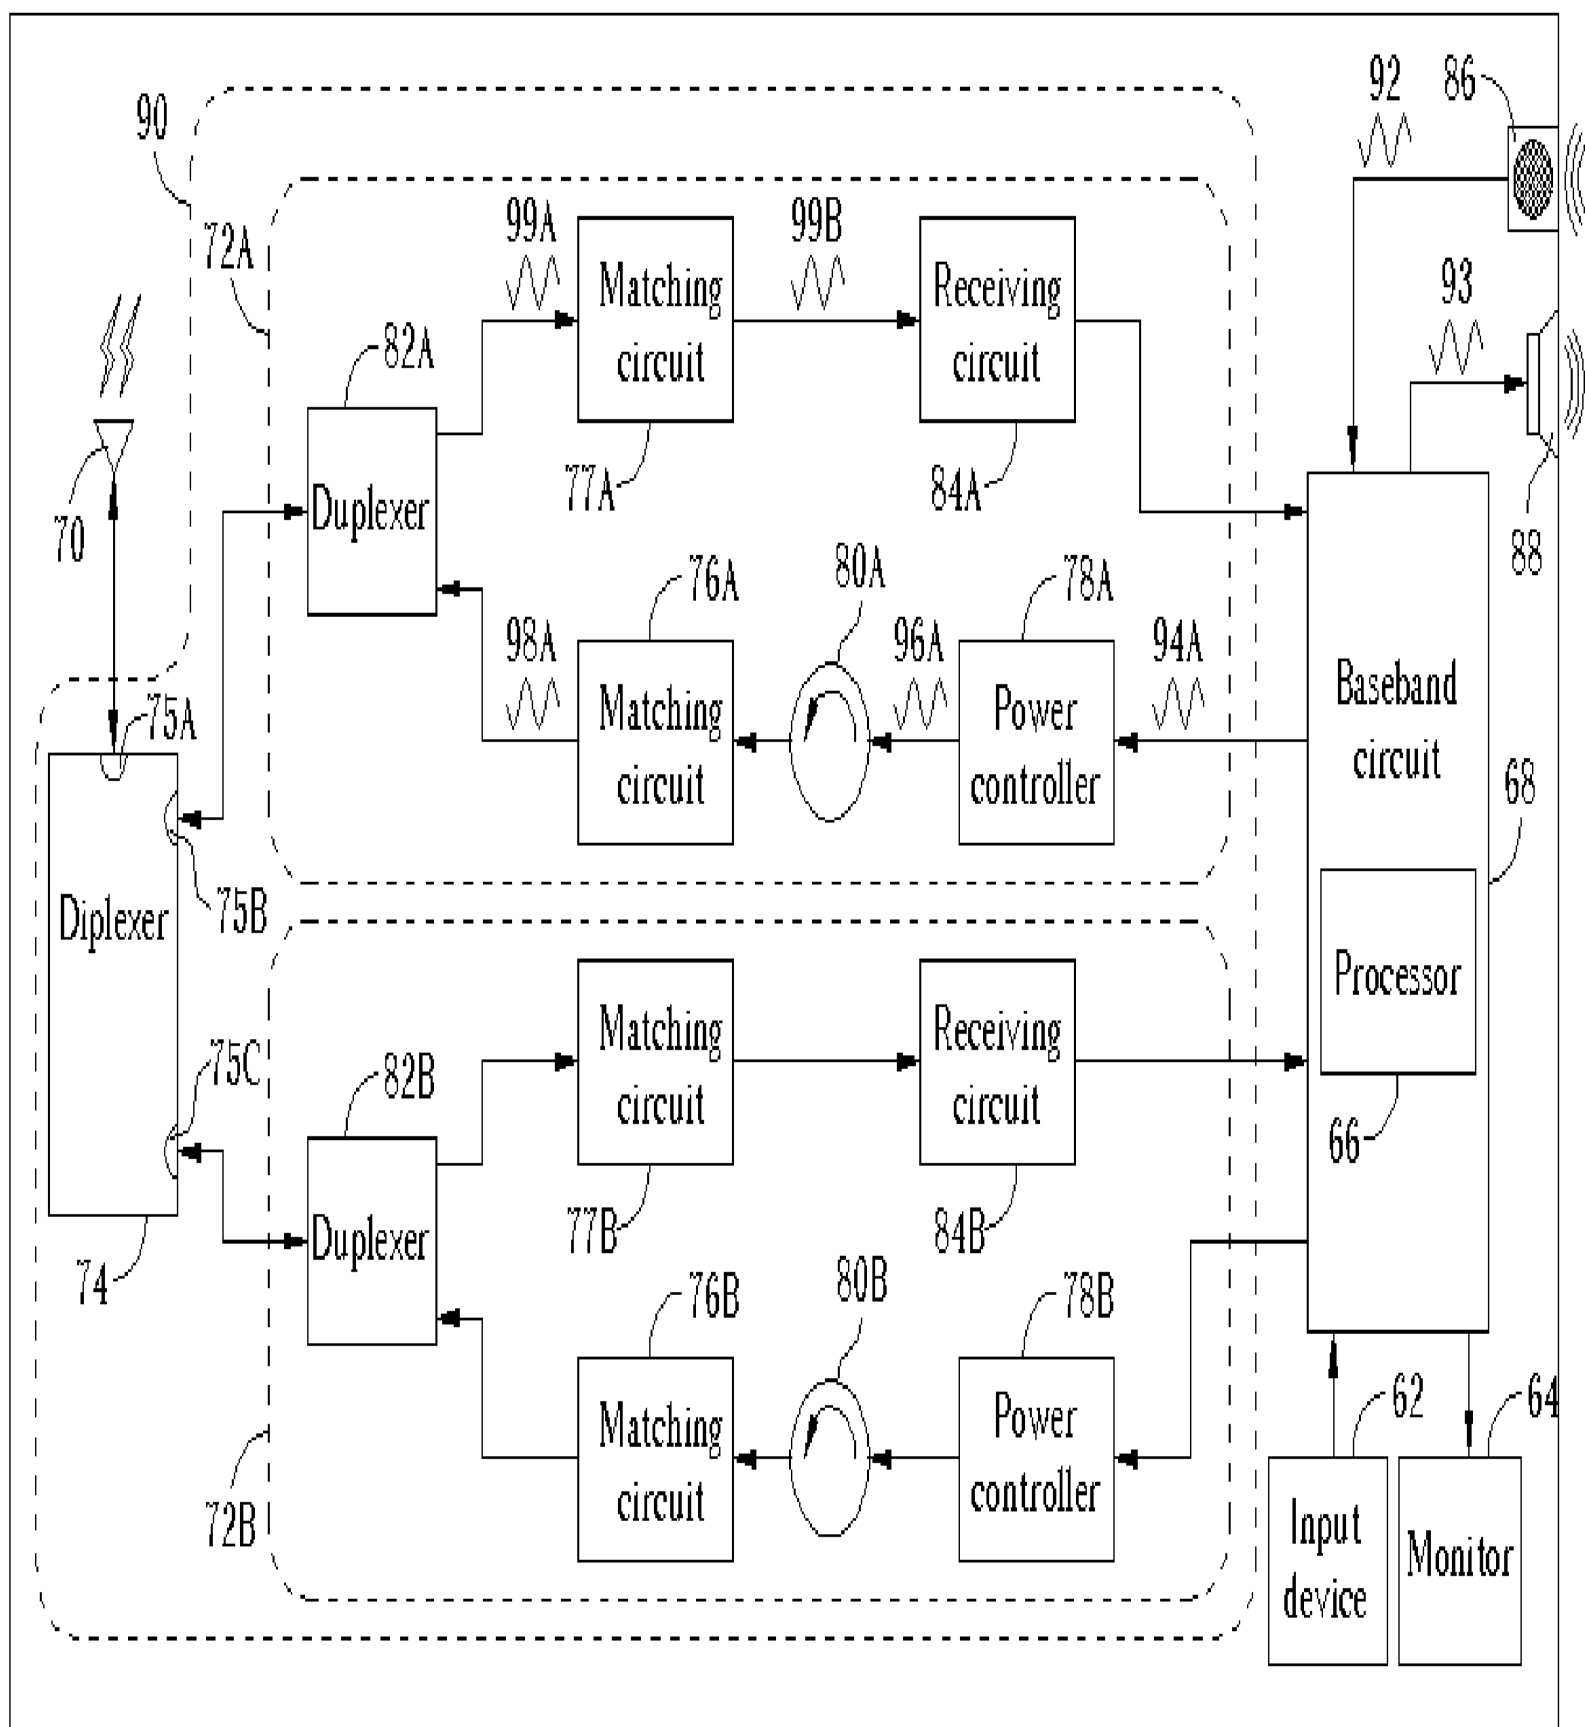 92
86
90
99A
99B
72A
Matching
circuit
Receiving
circuit
93
82A
77A
84A
70
Duplexer
88
76A
80A
78A
98A
96A
94A
75A
Matching
circuit
Power
controller
Baseband
circuit
68
75B
Diplexer
Processor
Matching
circuit
Receiving
circuit
75C
82B
66
77B
84B
Duplexer
74
76B
80B
78B
62
64
Matching
circuit
Power
controller
72B
Input
device
Monitor